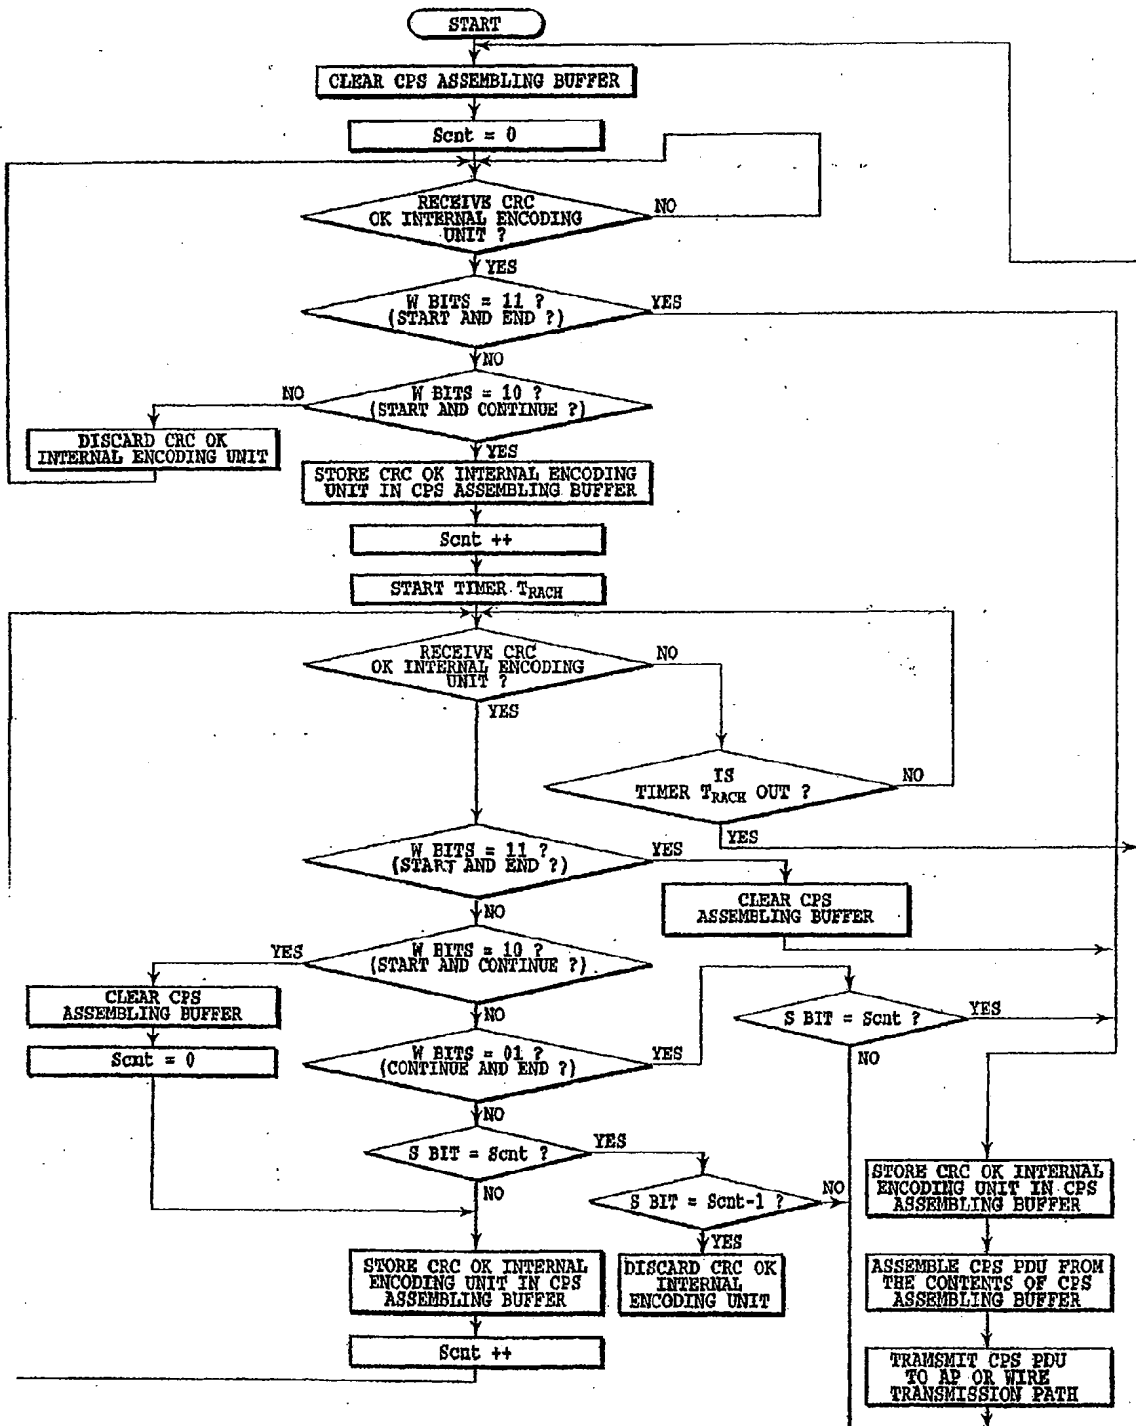 START
CLEAR CPS ASSEMBLING BUFFER
Scnt = 0
RECEIVE CRC
OK INTERNAL ENCODING
UNIT ?
NO
YES
W BITS = 11 ?
(START AND END ?)
YES
NO
W BITS = 10 ?
(START AND CONTINUE ?)
NO
YES
DISCARD CRC OK
INTERNAL ENCODING UNIT
STORE CRC OK INTERNAL ENCODING
UNIT IN CPS ASSEMBLING BUFFER
Scnt ++
START TIMER TRACH
RECEIVE CRC
OK INTERNAL ENCODING
UNIT ?
NO
YES
IS
TIMER TRACH OUT ?
NO
YES
W BITS = 11 ?
(START AND END ?)
YES
NO
CLEAR CPS
ASSEMBLING BUFFER
W BITS = 10 ?
(START AND CONTINUE ?)
YES
NO
CLEAR CPS
ASSEMBLING BUFFER
Scnt = 0
W BITS = 01 ?
(CONTINUE AND END ?)
YES
NO
S BIT = Scnt ?
YES
NO
S BIT = Scnt ?
YES
NO
S BIT = Scnt-1 ?
NO
YES
STORE CRC OK INTERNAL
ENCODING UNIT IN CPS
ASSEMBLING BUFFER
DISCARD CRC OK
INTERNAL
ENCODING UNIT
Scnt ++
STORE CRC OK INTERNAL
ENCODING UNIT IN CPS
ASSEMBLING BUFFER
ASSEMBLE CPS PDU FROM
THE CONTENTS OF CPS
ASSEMBLING BUFFER
TRAMSMIT CPS PDU
TO AP OR WIRE
TRANSMISSION PATH